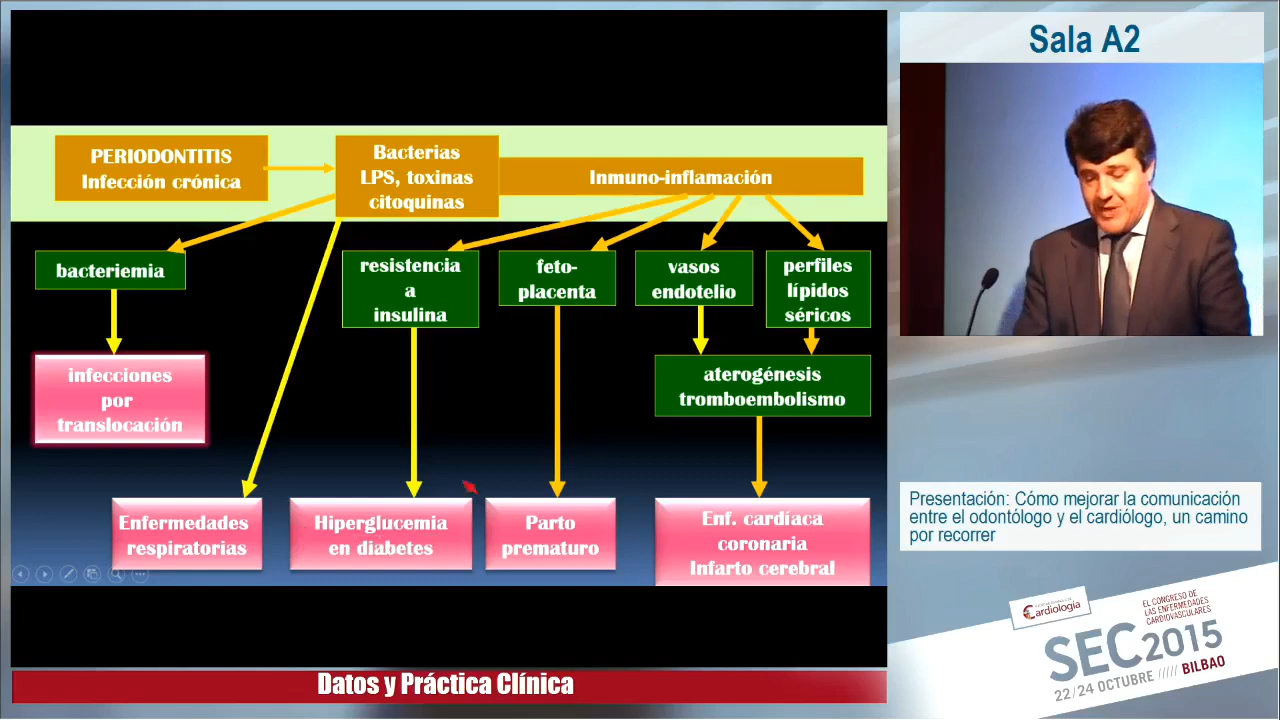 Sala A2
PERIODONTITIS
Infección crónica
Bacterias
LPS, toxinas
citoquinas
Inmuno-inflamación
bacteriemia
resistencia
a
insulina
feto-
placenta
vasos
endotelio
perfiles
lípidos
séricos
infecciones
por
translocación
aterogénesis
tromboembolismo
Enfermedades
respiratorias
Hiperglucemia
en diabetes
Parto
prematuro
Enf. cardíaca
coronaria
Infarto cerebral
Datos y Práctica Clínica
Presentación: Cómo mejorar la comunicación
entre el odontólogo y el cardiólogo, un camino
por recorrer
Cardiología
EL CONGRESO DE
LAS ENFERMEDADES
CARDIOVASCULARES
SEC2015
22/24 OCTUBRE ///// BILBAO